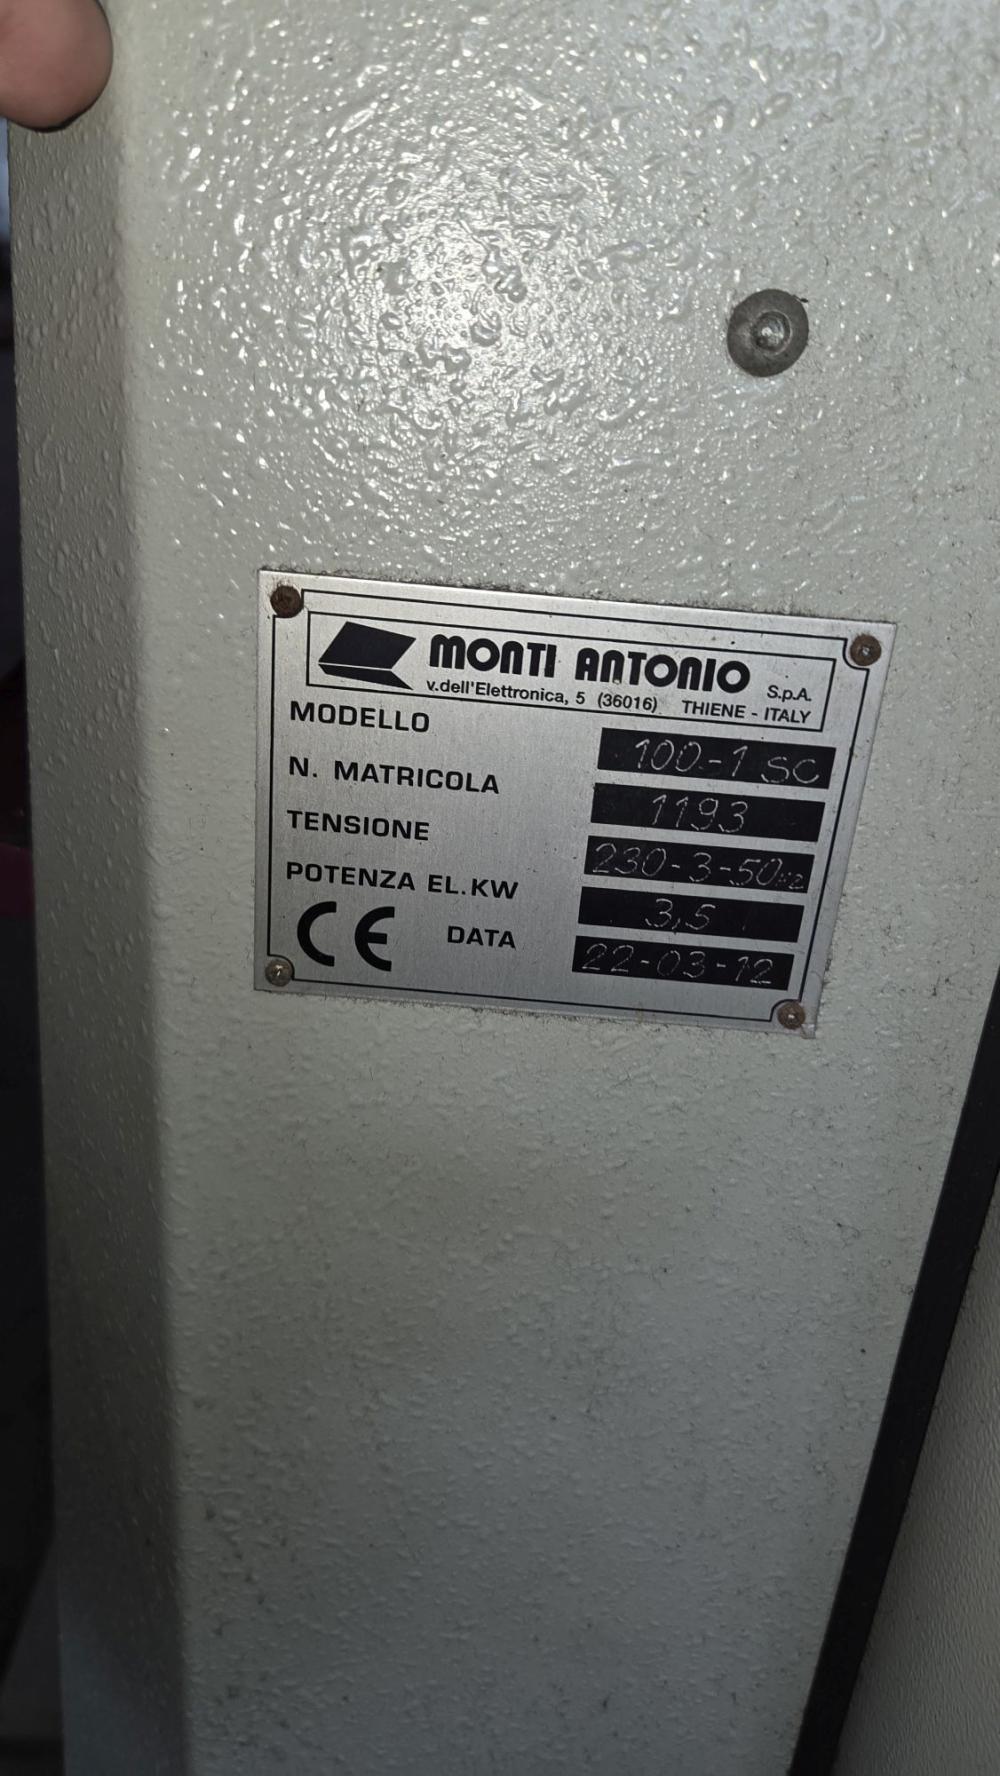 MONTI ANTONIO S.p.A.
v.dell'Elettronica, 5 (36016) THIENE - ITALY
MODELLO 100-1 SC
N. MATRICOLA 1193
TENSIONE 230-3-50Hz
POTENZA EL.KW 3,5
CE DATA 22-03-12